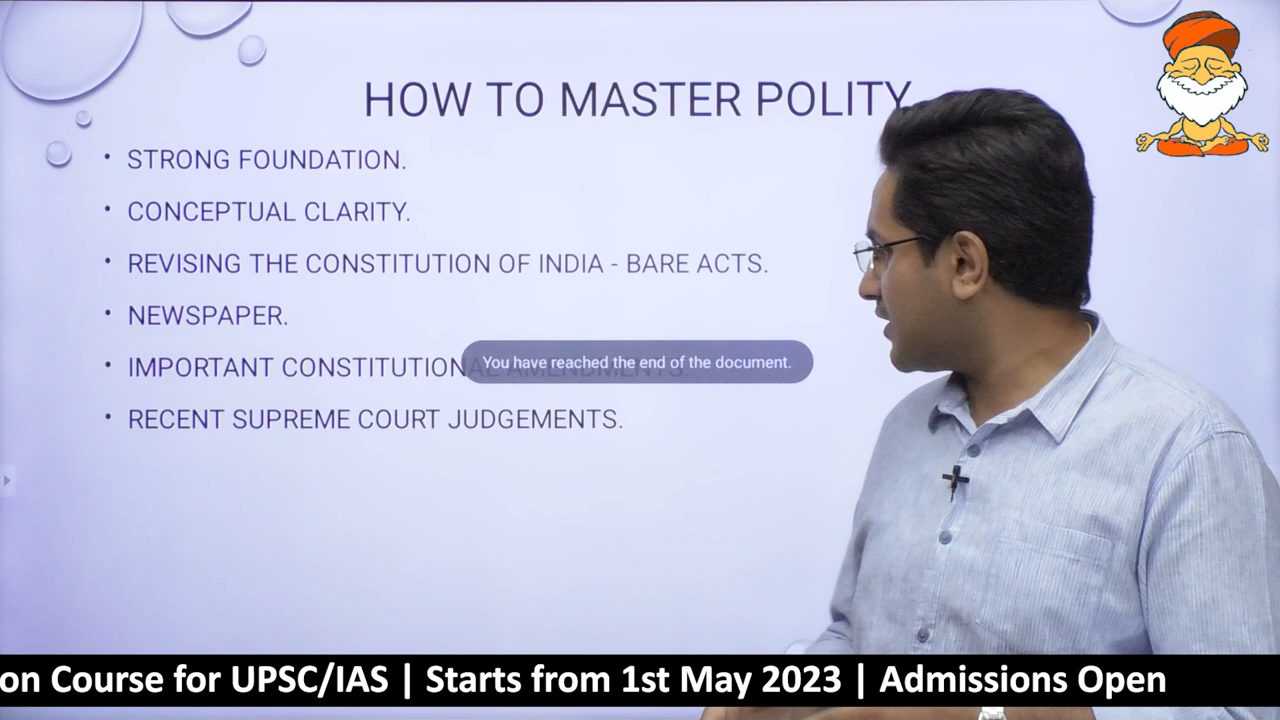 HOW TO MASTER POLITY
• STRONG FOUNDATION.
• CONCEPTUAL CLARITY.
• REVISING THE CONSTITUTION OF INDIA - BARE ACTS.
• NEWSPAPER.
• IMPORTANT CONSTITUTIONAL AMENDMENTS.
You have reached the end of the document.
• RECENT SUPREME COURT JUDGEMENTS.
on Course for UPSC/IAS | Starts from 1st May 2023 | Admissions Open